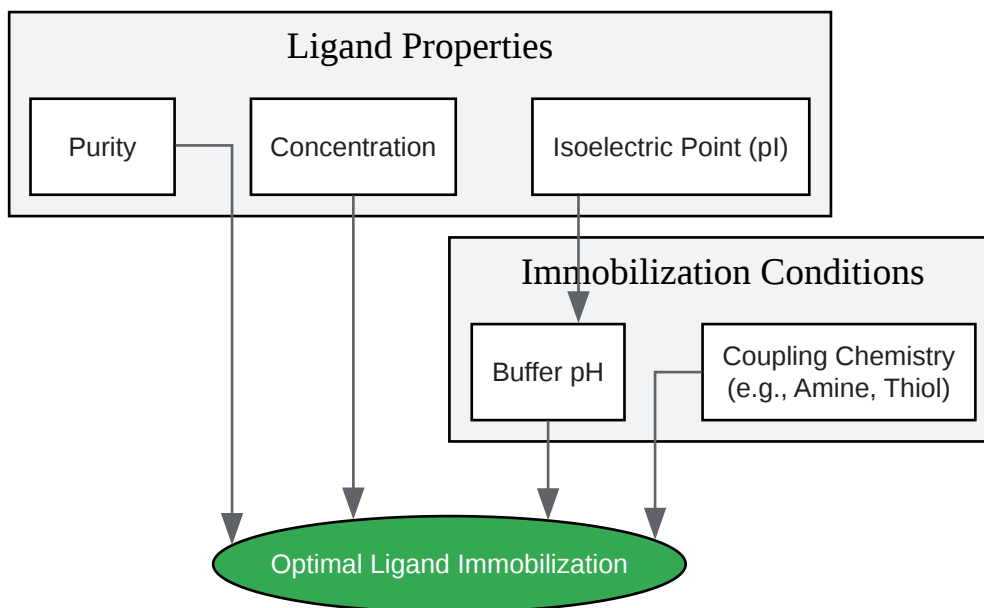 Ligand Properties
Purity
Concentration
Isoelectric Point (pI)
Immobilization Conditions
Buffer pH
Coupling Chemistry
(e.g., Amine, Thiol)
Optimal Ligand Immobilization